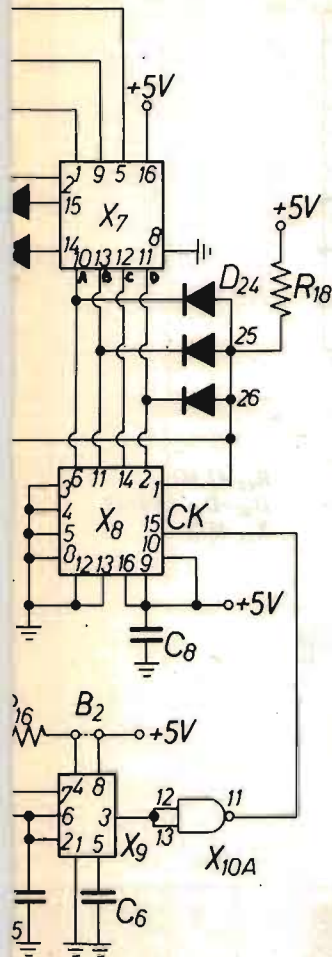 +5V
1 9 5 16
2
15
X7
8
+5V
14
10 13 12 11
A B C D
D24
R18
25
26
6 11 14 2
3 1
4 X8 15 CK
5 10
8 12 13 16 9
+5V
C8
16 B2
+5V
4 8
7
6 3
12 11
13
2 1 5
X9
X10A
C6
5